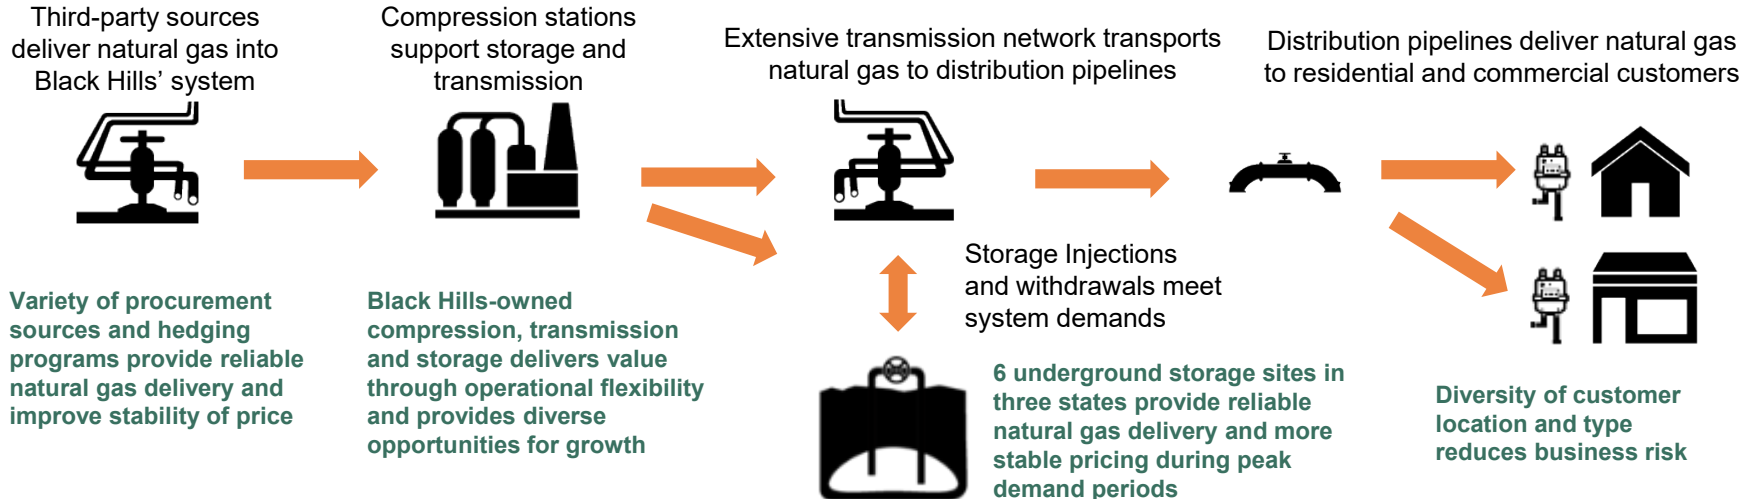 Third-party sources
deliver natural gas into
Black Hills’ system
Compression stations
support storage and
transmission
Extensive transmission network transports
natural gas to distribution pipelines
Distribution pipelines deliver natural gas
to residential and commercial customers
Storage Injections
and withdrawals meet
system demands
Variety of procurement
sources and hedging
programs provide reliable
natural gas delivery and
improve stability of price
Black Hills-owned
compression, transmission
and storage delivers value
through operational flexibility
and provides diverse
opportunities for growth
6 underground storage sites in
three states provide reliable
natural gas delivery and more
stable pricing during peak
demand periods
Diversity of customer
location and type
reduces business risk